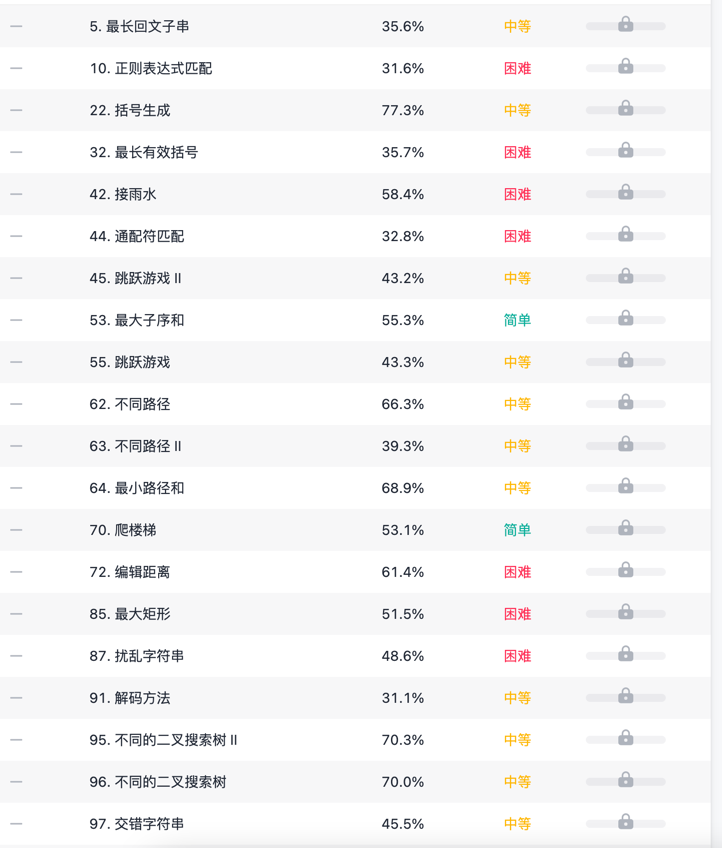 5. 最长回文子串 35.6% 中等
10. 正则表达式匹配 31.6% 困难
22. 括号生成 77.3% 中等
32. 最长有效括号 35.7% 困难
42. 接雨水 58.4% 困难
44. 通配符匹配 32.8% 困难
45. 跳跃游戏 II 43.2% 中等
53. 最大子序和 55.3% 简单
55. 跳跃游戏 43.3% 中等
62. 不同路径 66.3% 中等
63. 不同路径 II 39.3% 中等
64. 最小路径和 68.9% 中等
70. 爬楼梯 53.1% 简单
72. 编辑距离 61.4% 困难
85. 最大矩形 51.5% 困难
87. 扰乱字符串 48.6% 困难
91. 解码方法 31.1% 中等
95. 不同的二叉搜索树 II 70.3% 中等
96. 不同的二叉搜索树 70.0% 中等
97. 交错字符串 45.5% 中等